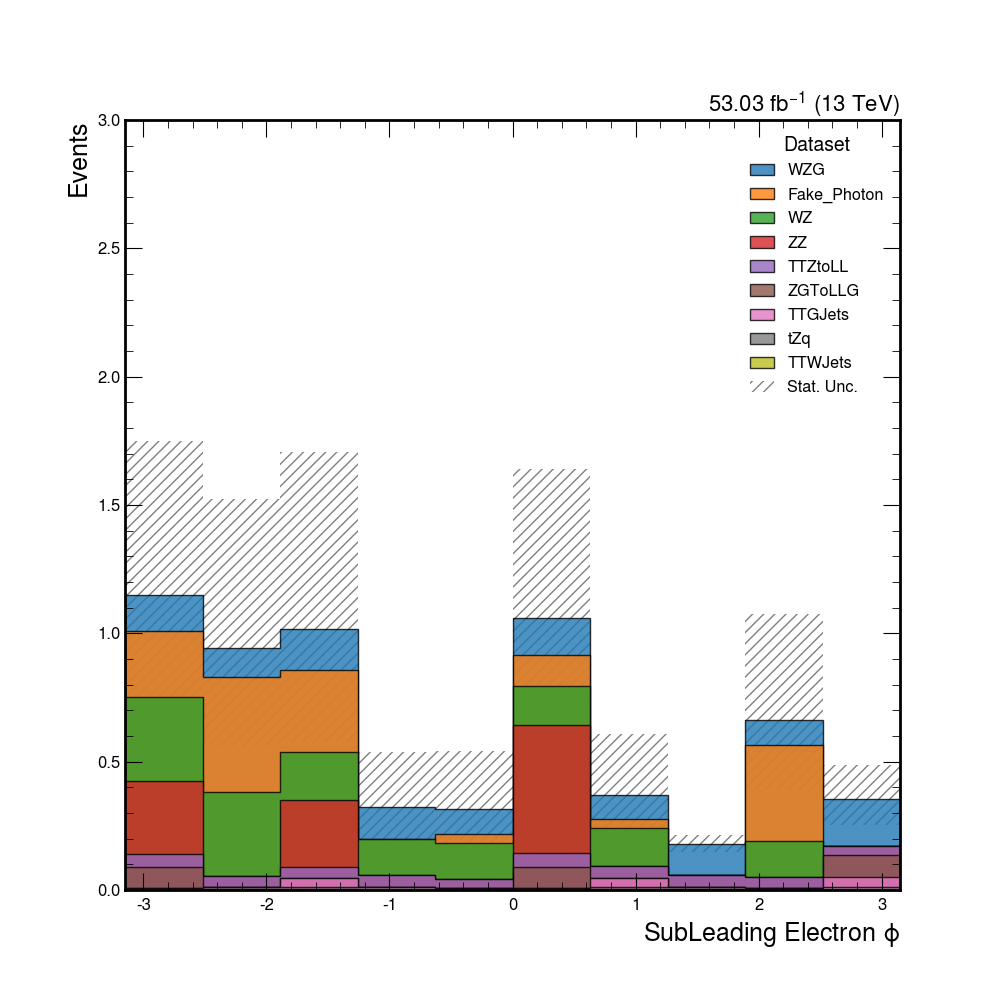 53.03 fb⁻¹ (13 TeV)
Events
3.0
2.5
2.0
1.5
1.0
0.5
0.0
Dataset
WZG
Fake_Photon
WZ
ZZ
TTZtoLL
ZGToLLG
TTGJets
tZq
TTWJets
Stat. Unc.
-3 -2 -1 0 1 2 3
SubLeading Electron ϕ